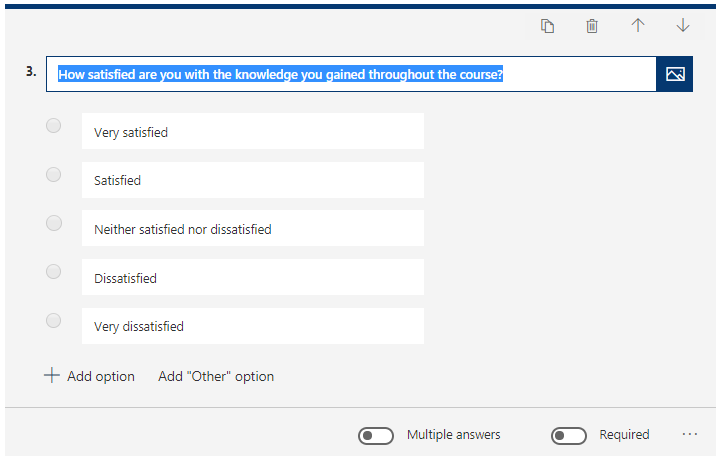 3. How satisfied are you with the knowledge you gained throughout the course?
Very satisfied
Satisfied
Neither satisfied nor dissatisfied
Dissatisfied
Very dissatisfied
Add option Add "Other" option
Multiple answers Required